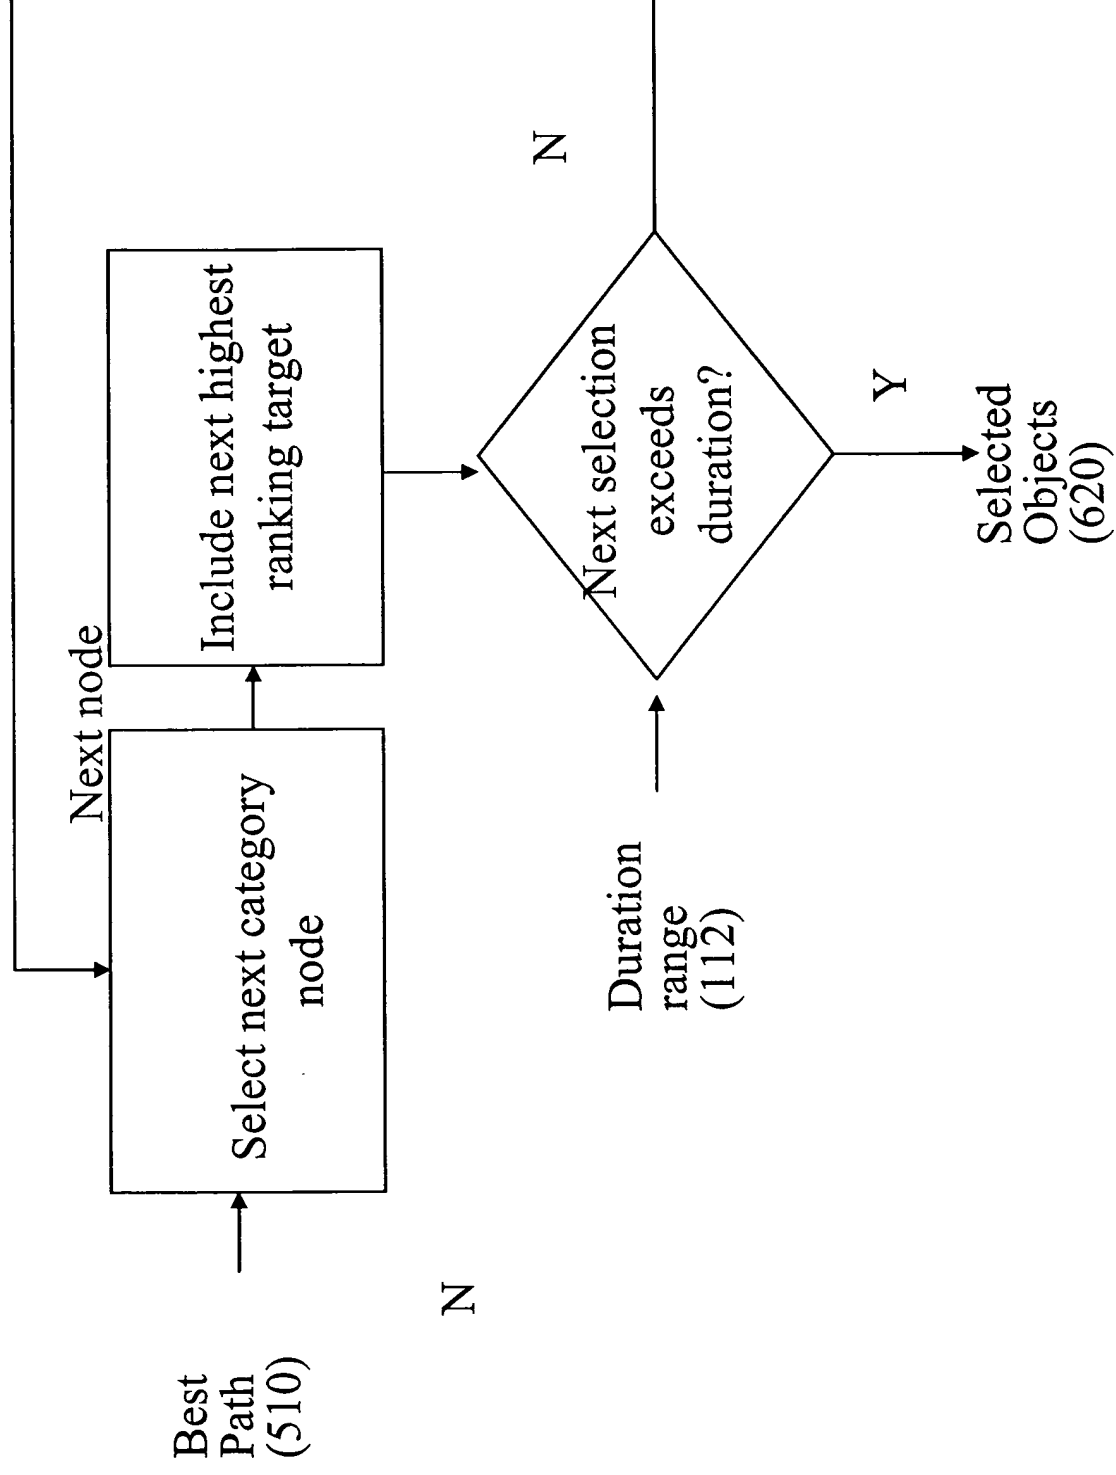 Best
Path
(510)
N
Select next category
node
Next node
Include next highest
ranking target
Duration
range
(112)
Next selection
exceeds
duration?
N
Y
Selected
Objects
(620)